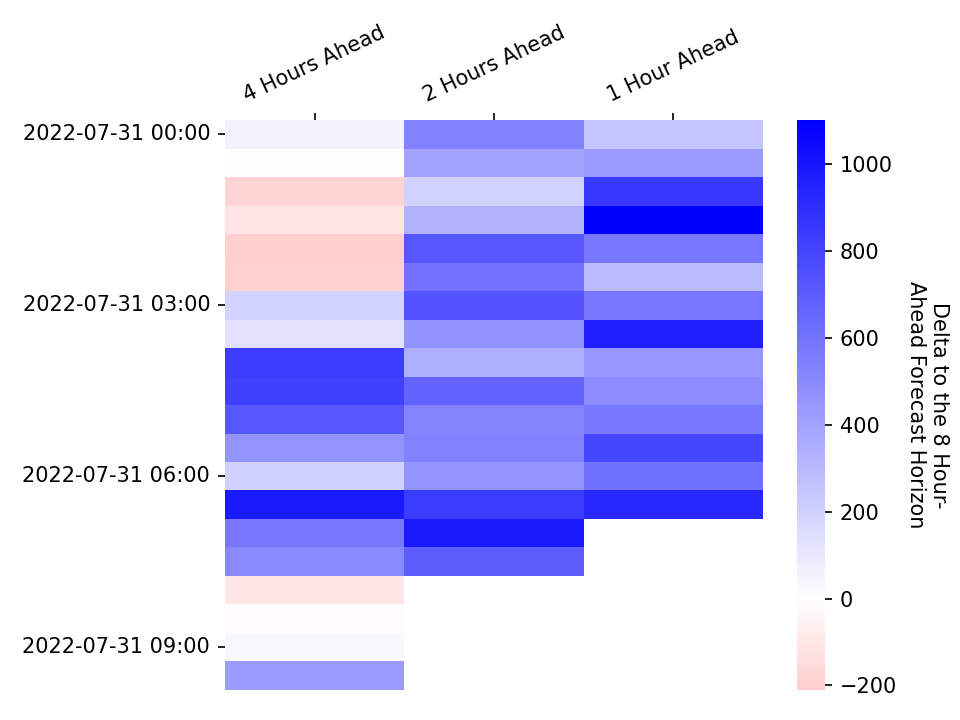 4 Hours Ahead
2 Hours Ahead
1 Hour Ahead
2022-07-31 00:00
2022-07-31 03:00
2022-07-31 06:00
2022-07-31 09:00
1000
800
600
400
200
0
−200
Delta to the 8 Hour-
Ahead Forecast Horizon